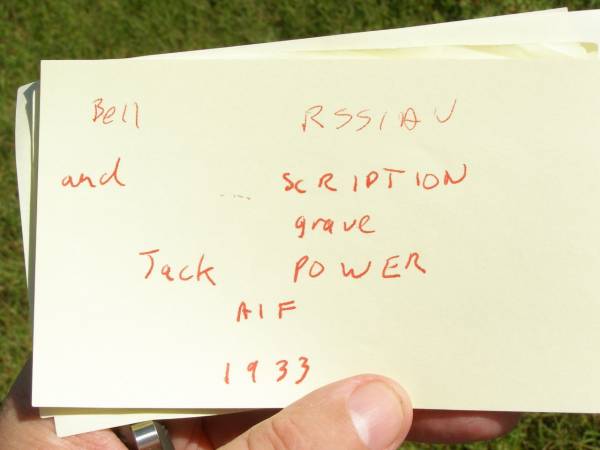 Bell RSSIAU
and ... SCRIPTION
grave
Jack POWER
AIF
1933